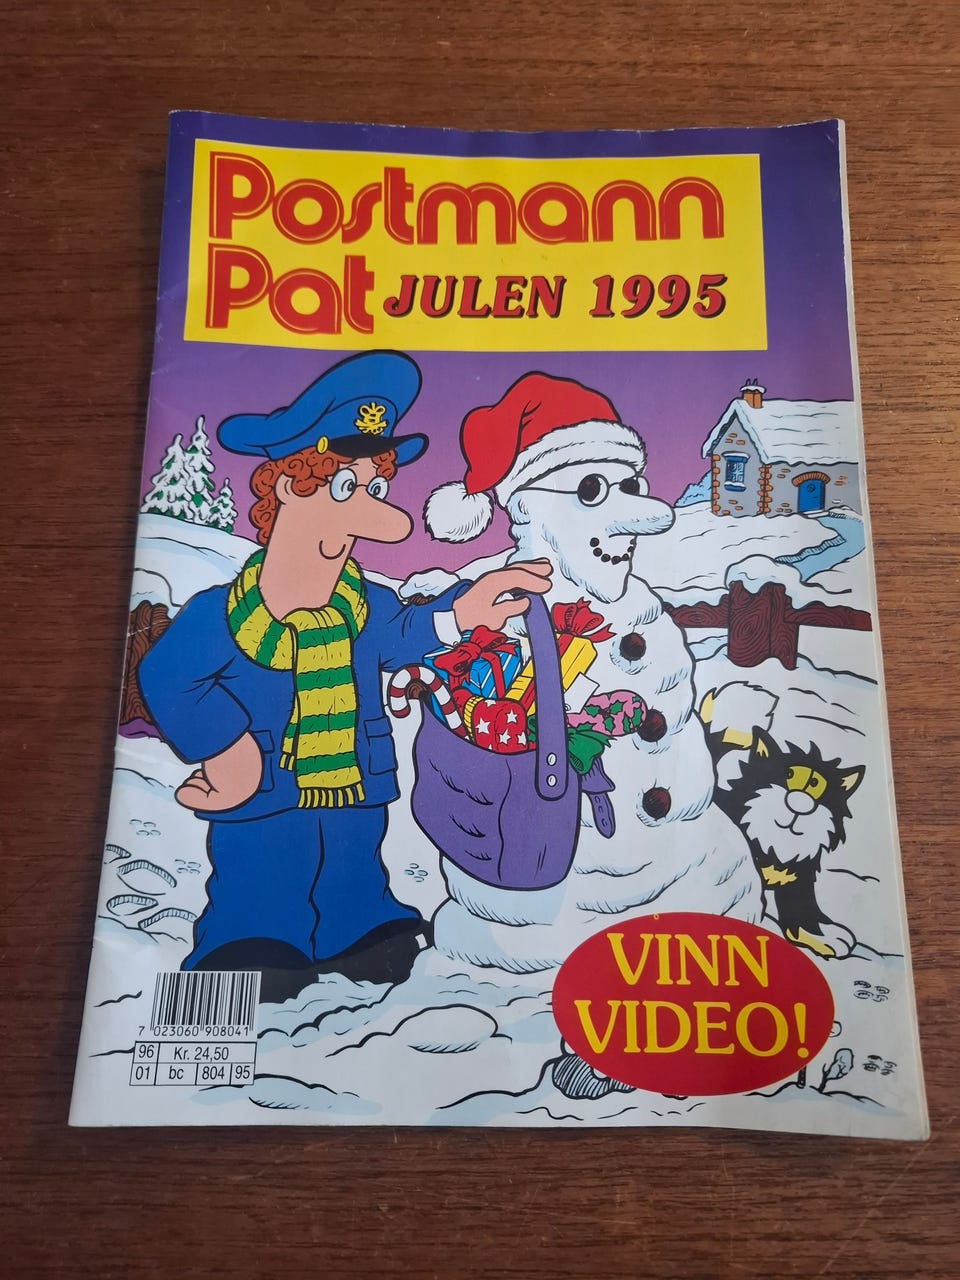 Postmann
Pat JULEN 1995
VINN
VIDEO!
7 023060 908041
96 Kr. 24,50
01 bc 804 95